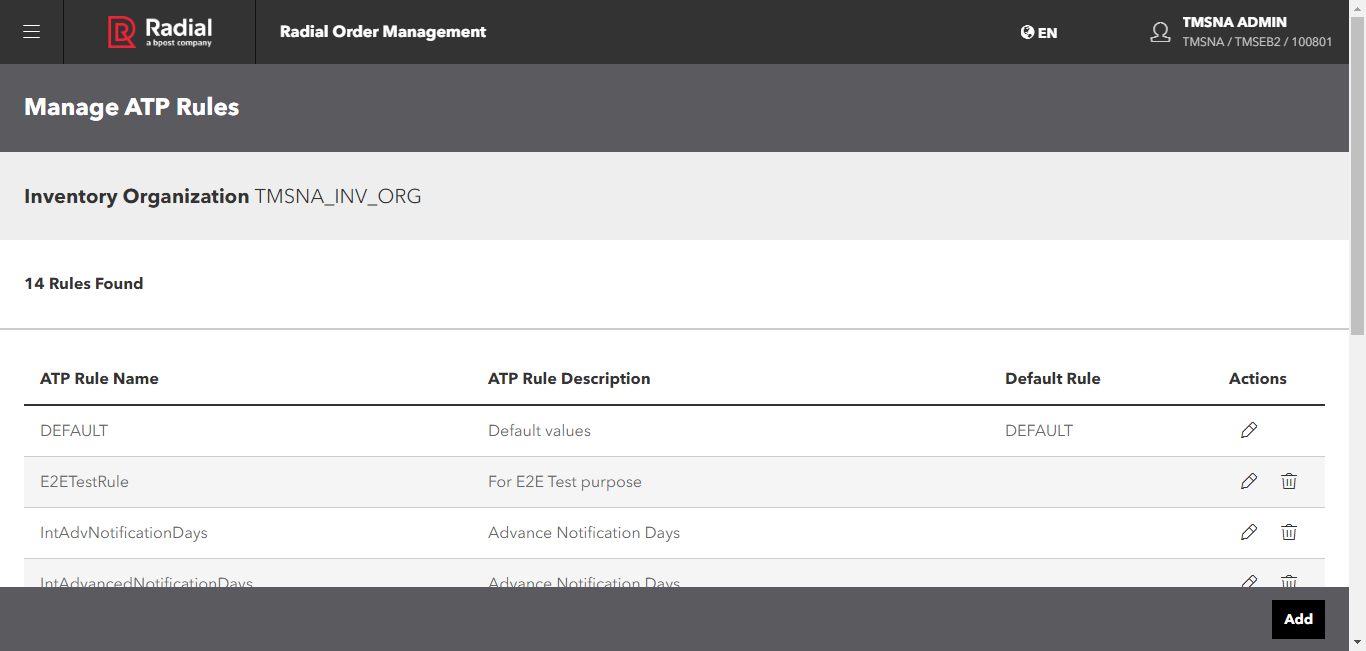 Radial
a bpost company
Radial Order Management
EN
TMSNA ADMIN
TMSNA / TMSEB2 / 100801
Manage ATP Rules
Inventory Organization TMSNA_INV_ORG
14 Rules Found
ATP Rule Name ATP Rule Description Default Rule Actions
DEFAULT Default values DEFAULT
E2ETestRule For E2E Test purpose
IntAdvNotificationDays Advance Notification Days
IntAdvancedNotificationDays Advance Notification Days
Add